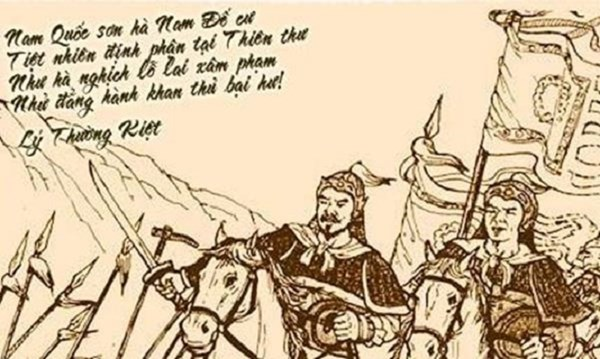 Nam Quốc sơn hà Nam Đế cư
Tiệt nhiên định phận tại Thiên thư
Như hà nghịch lỗ lai xâm phạm
Nhữ đẳng hành khan thủ bại hư!
Lý Thường Kiệt